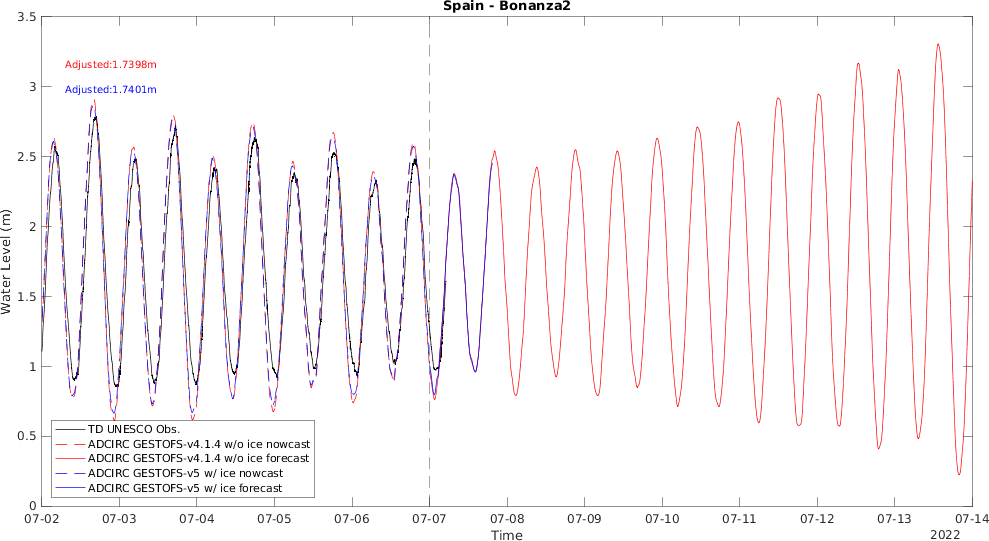 Spain - Bonanza2
3.5
Adjusted:1.7398m
3
Adjusted:1.7401m
2.5
2
Water Level (m)
1.5
1
TD UNESCO Obs.
0.5
ADCIRC GESTOFS-v4.1.4 w/o ice nowcast
ADCIRC GESTOFS-v4.1.4 w/o ice forecast
ADCIRC GESTOFS-v5 w/ ice nowcast
ADCIRC GESTOFS-v5 w/ ice forecast
0
07-02 07-03 07-04 07-05 07-06 07-07 07-08 07-09 07-10 07-11 07-12 07-13 07-14
Time
2022